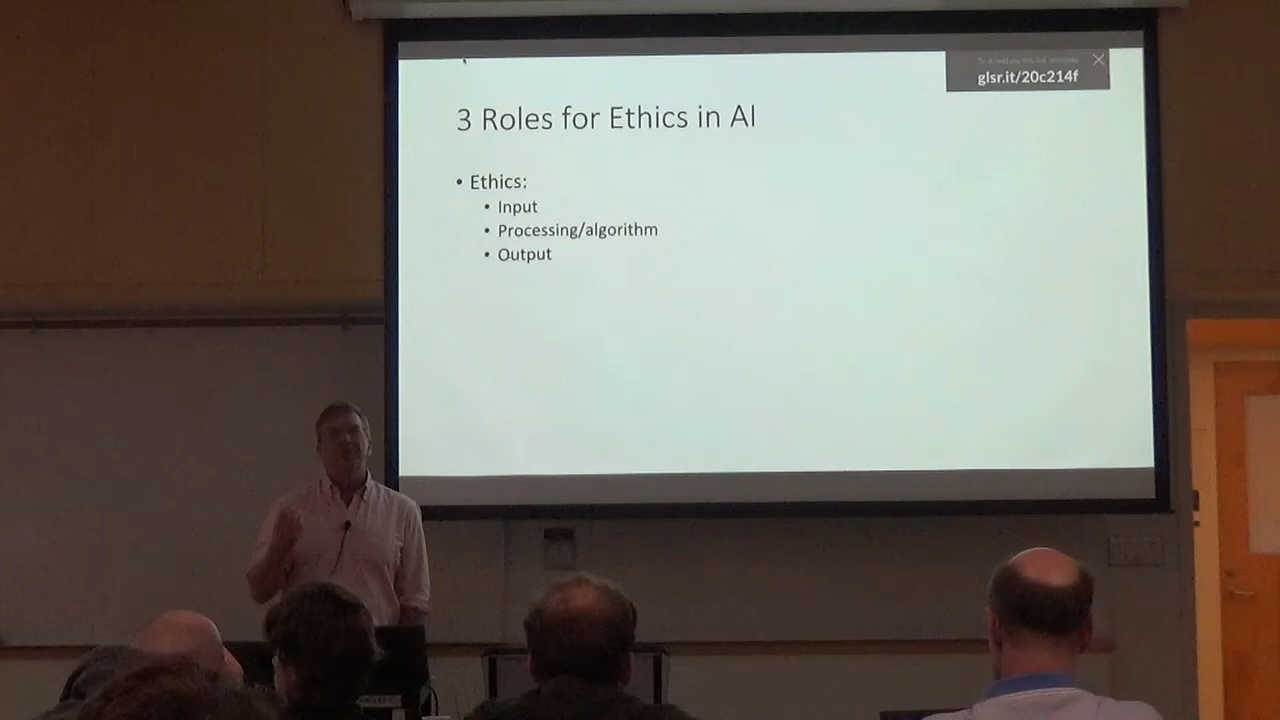 glsr.it/20c214f
3 Roles for Ethics in AI
• Ethics:
• Input
• Processing/algorithm
• Output